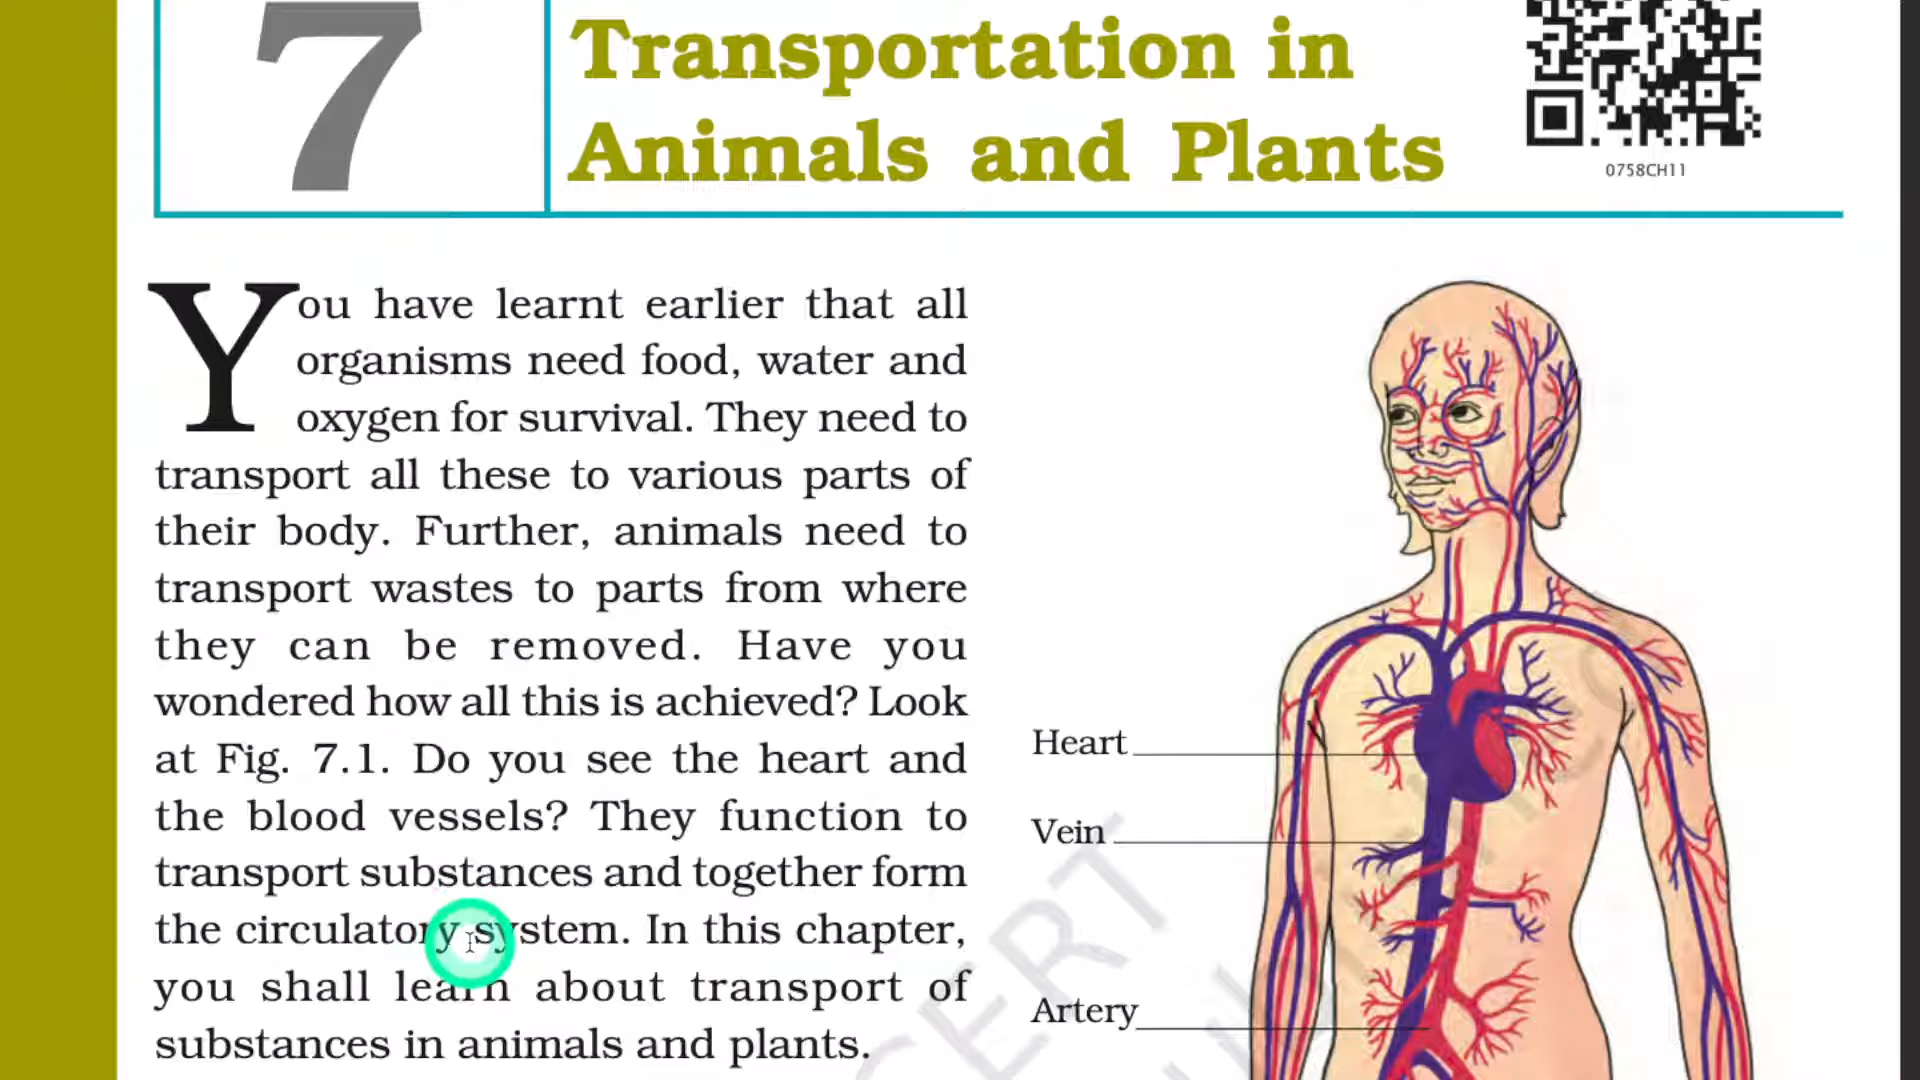 7
Transportation in
Animals and Plants
0758CH11
You have learnt earlier that all
organisms need food, water and
oxygen for survival. They need to
transport all these to various parts of
their body. Further, animals need to
transport wastes to parts from where
they can be removed. Have you
wondered how all this is achieved? Look
at Fig. 7.1. Do you see the heart and
the blood vessels? They function to
transport substances and together form
the circulatory system. In this chapter,
you shall learn about transport of
substances in animals and plants.
Heart
Vein
Artery